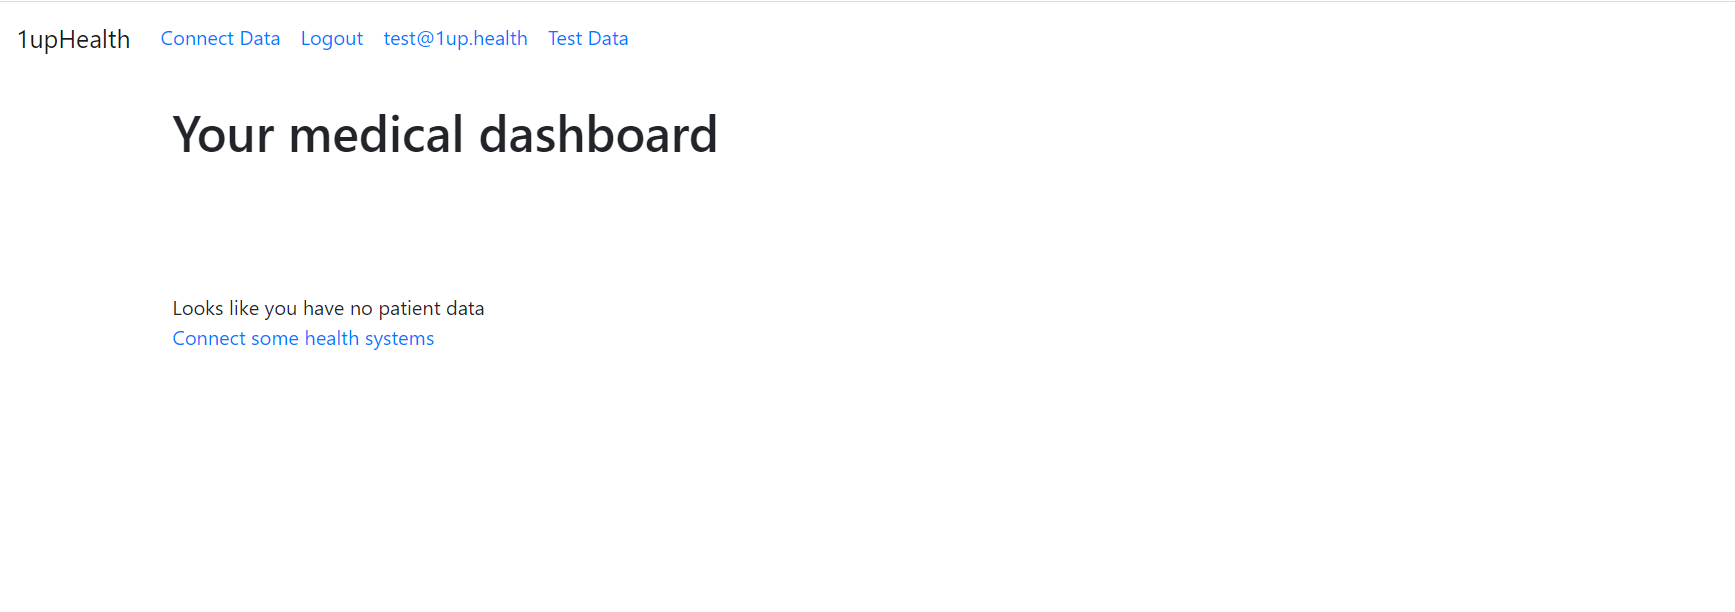 1upHealth Connect Data Logout test@1up.health Test Data
Your medical dashboard
Looks like you have no patient data
Connect some health systems